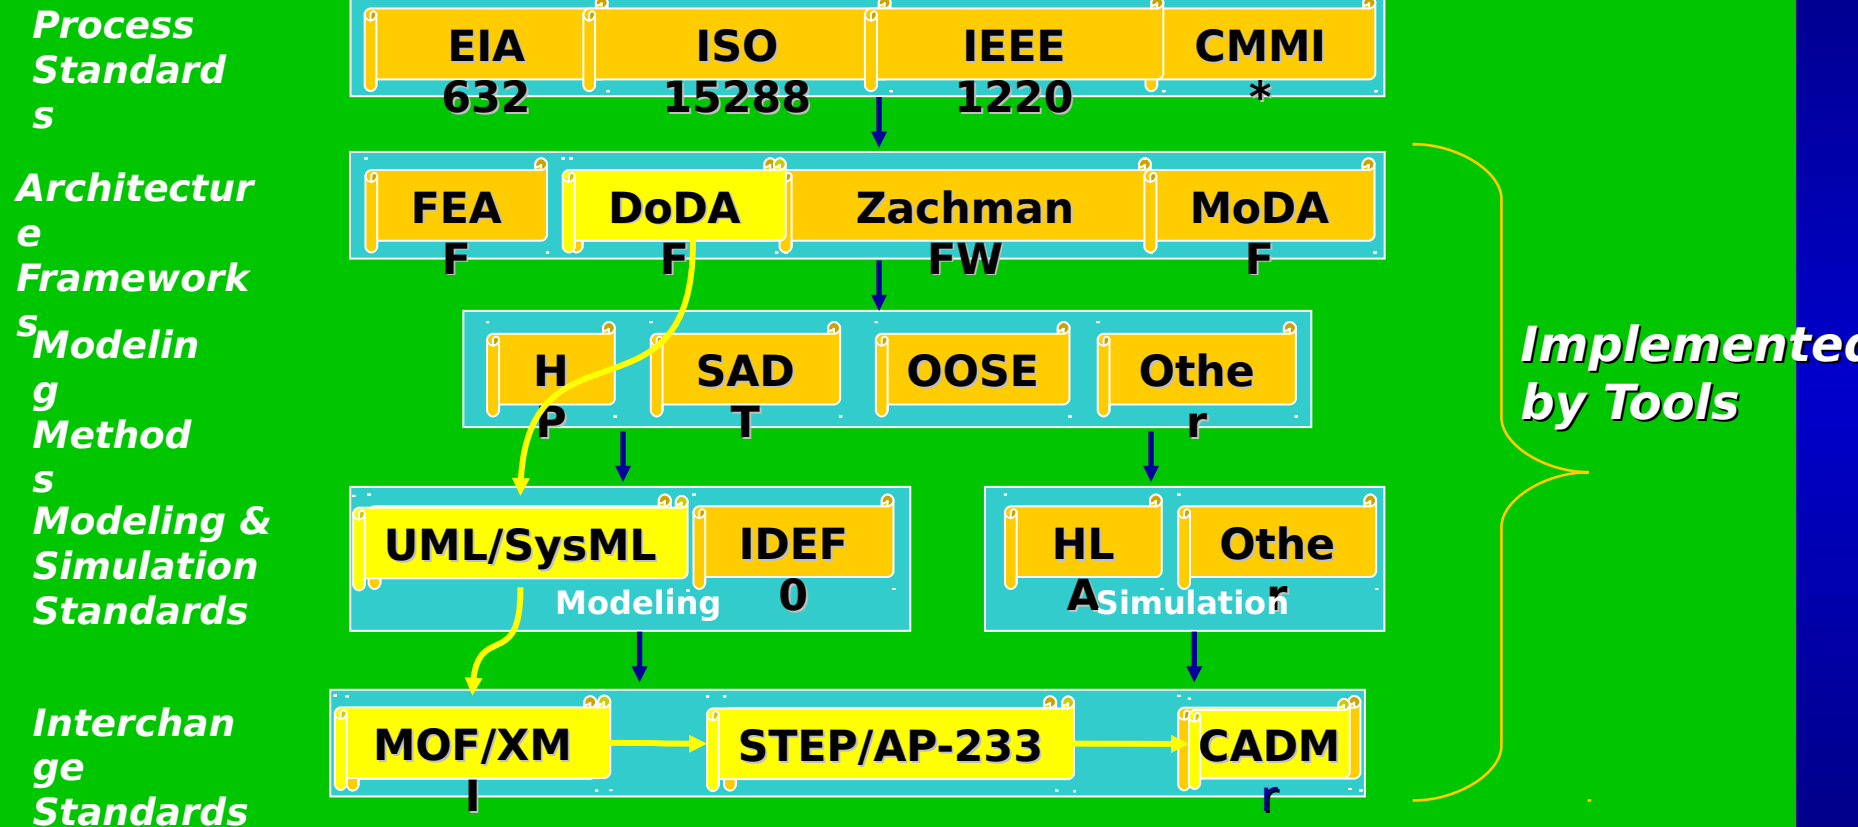 Process
Standard
s
EIA
632
ISO
15288
IEEE
1220
CMMI
*
Architectur
e
Framework
s
FEA
F
DoDA
F
Zachman
FW
MoDA
F
Modelin
g
Method
s
H
P
SAD
T
OOSE
Othe
r
Implemented
by Tools
Modeling &
Simulation
Standards
UML/SysML
IDEF
0
Modeling
HL
A
Othe
r
Simulation
Interchan
ge
Standards
MOF/XM
I
STEP/AP-233
CADM
r